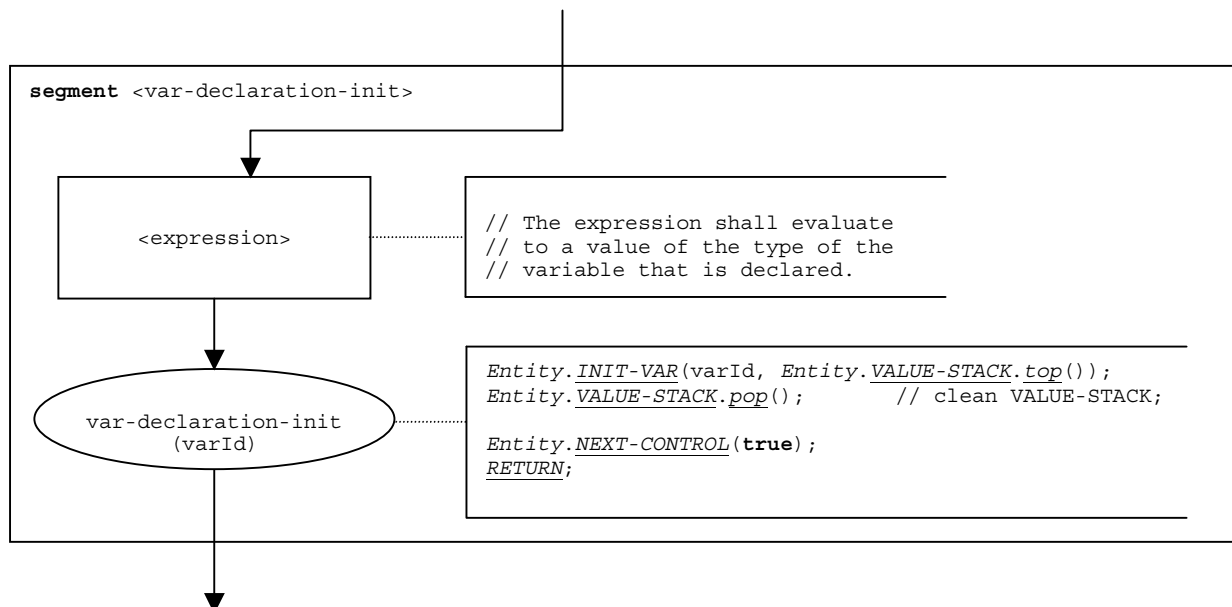 segment <var-declaration-init>
<expression>
// The expression shall evaluate
// to a value of the type of the
// variable that is declared.
var-declaration-init
(varId)
Entity.INIT-VAR(varId, Entity.VALUE-STACK.top());
Entity.VALUE-STACK.pop(); // clean VALUE-STACK;
Entity.NEXT-CONTROL(true);
RETURN;